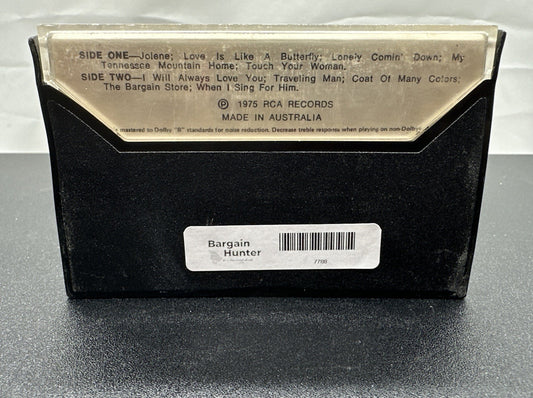 SIDE ONE—Jolene; Love Is Like A Butterfly; Lonely Comin' Down; My
Tennessee Mountain Home; Touch Your Woman.
SIDE TWO—I Will Always Love You; Traveling Man; Coat Of Many Colors;
The Bargain Store; When I Sing For Him.
Ⓟ 1975 RCA RECORDS
MADE IN AUSTRALIA
mastered to Dolby "B" standards for noise reduction. Decrease treble response when playing on non-Dolby
Bargain
Hunter
7766